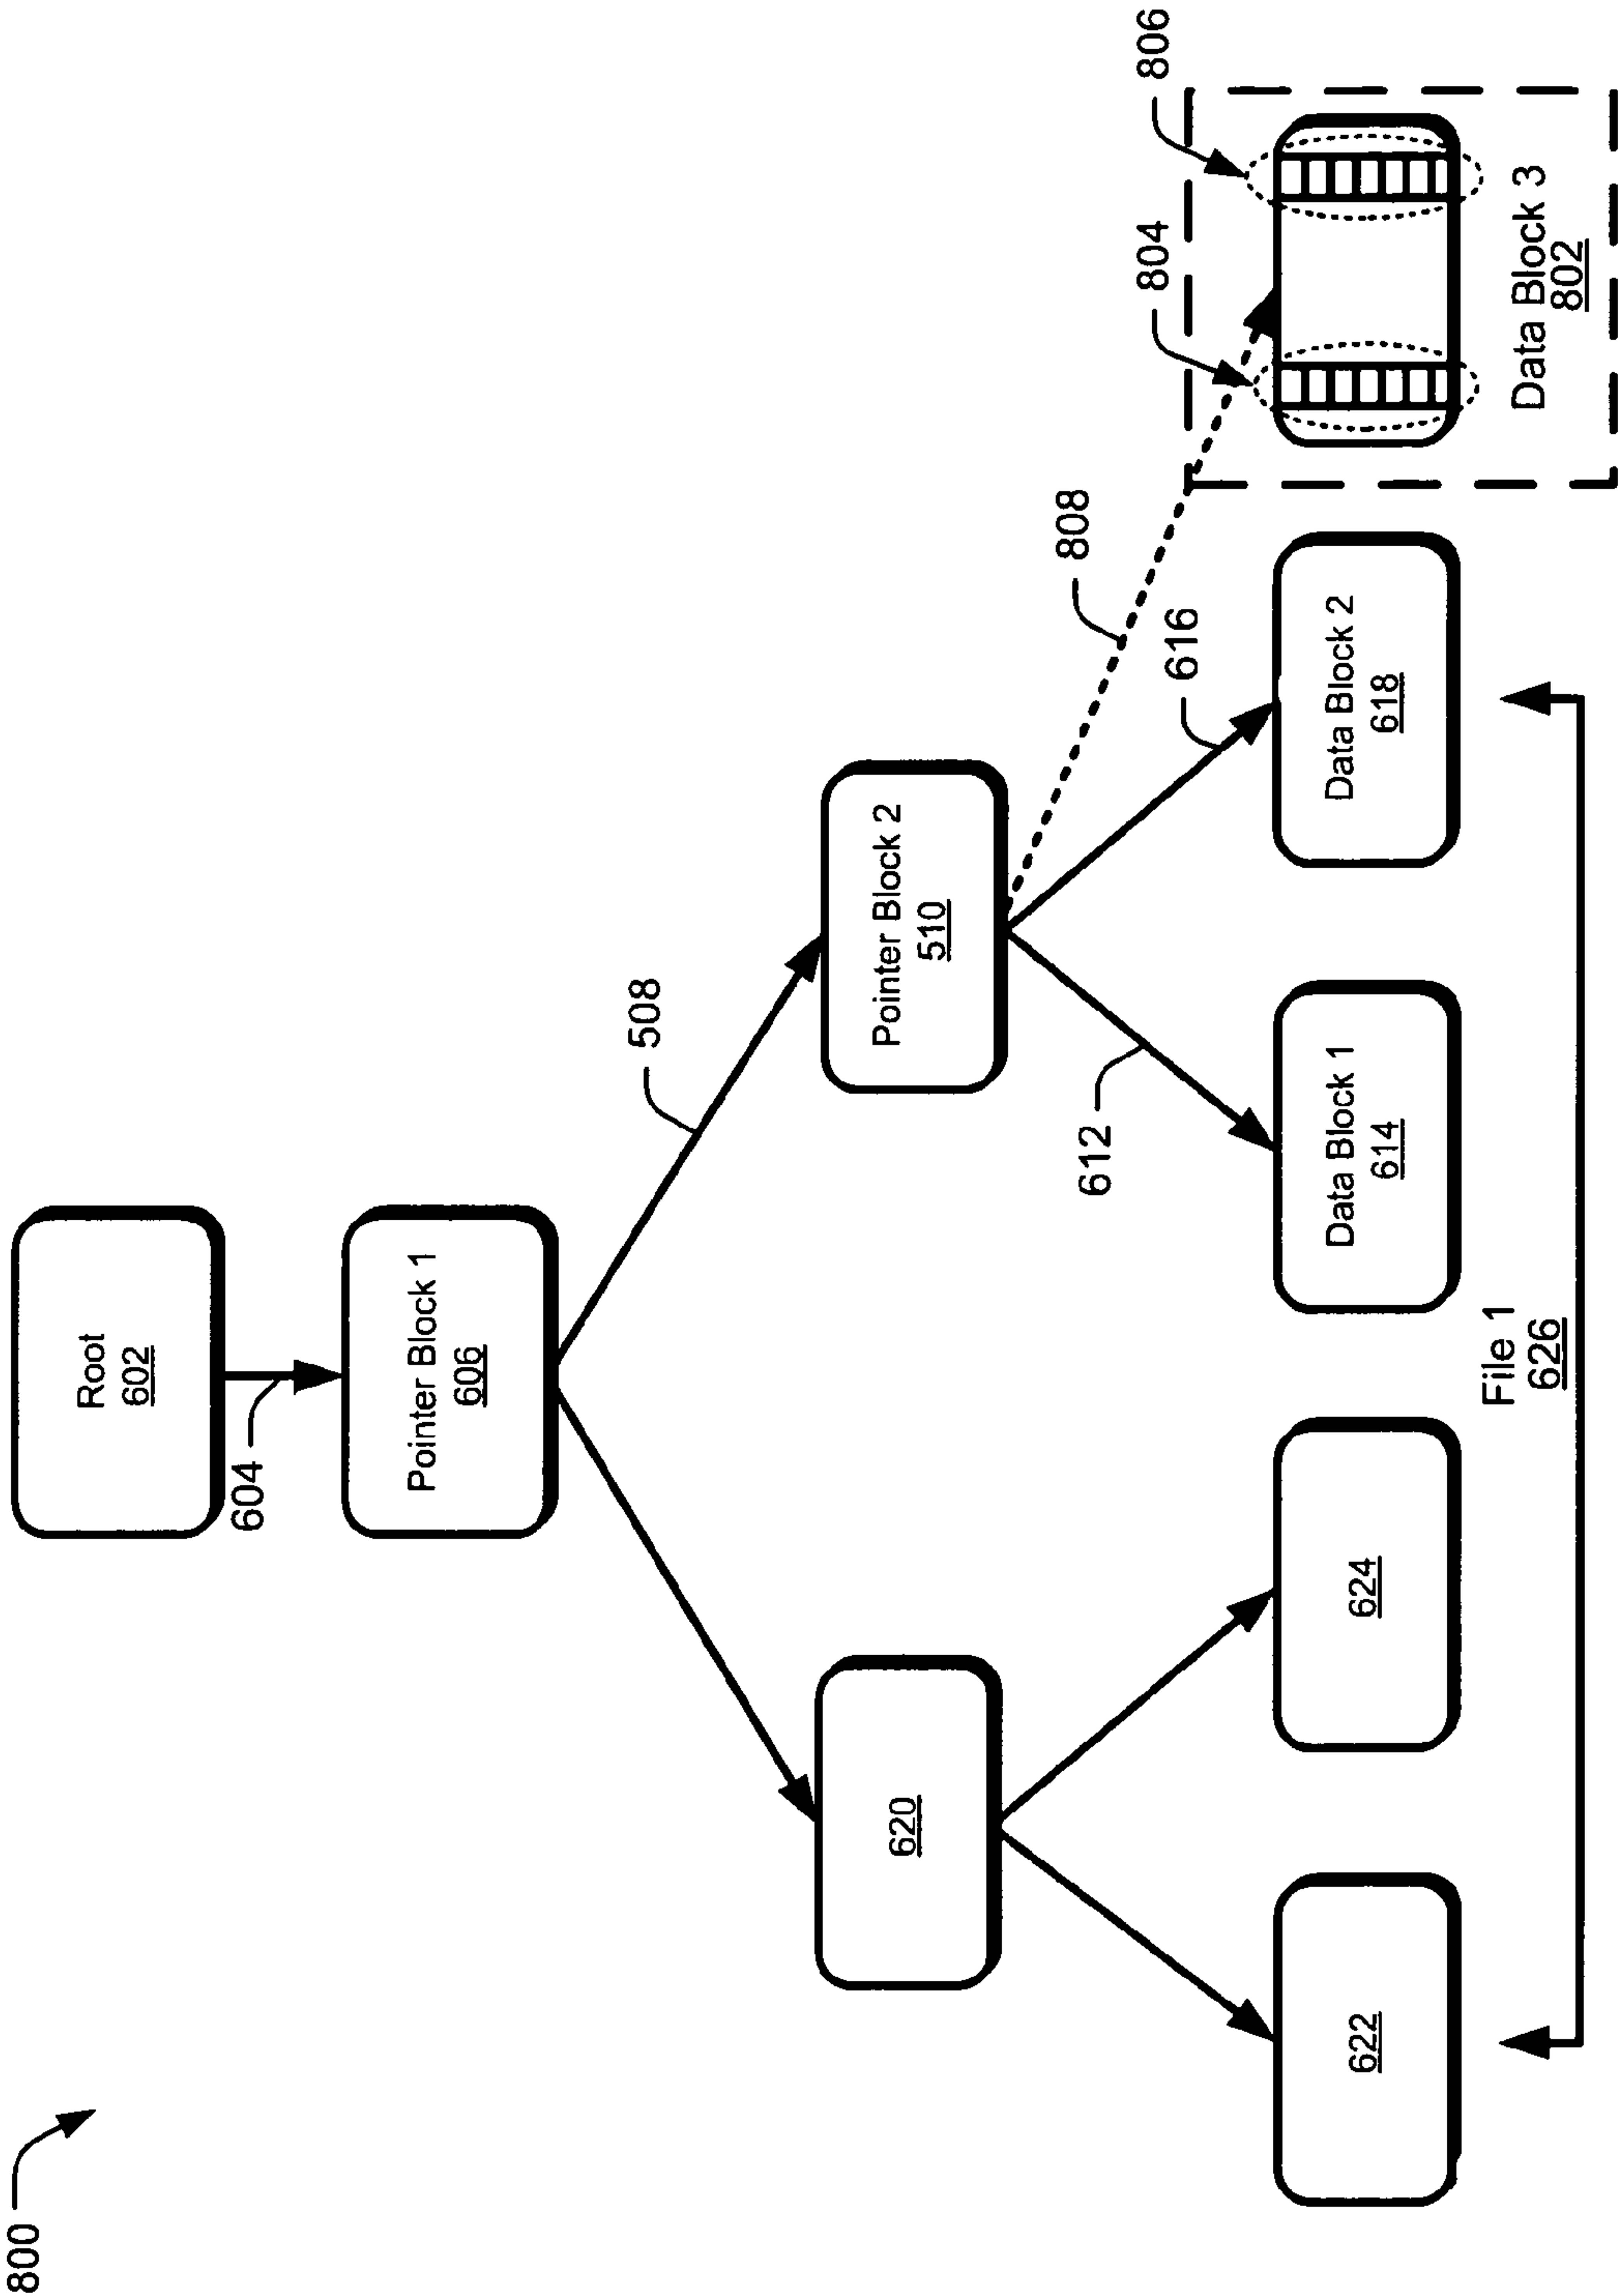 800
Root
602
604
Pointer Block 1
606
508
620
Pointer Block 2
510
808
612
616
804
806
622
624
Data Block 1
614
Data Block 2
618
Data Block 3
802
File 1
626